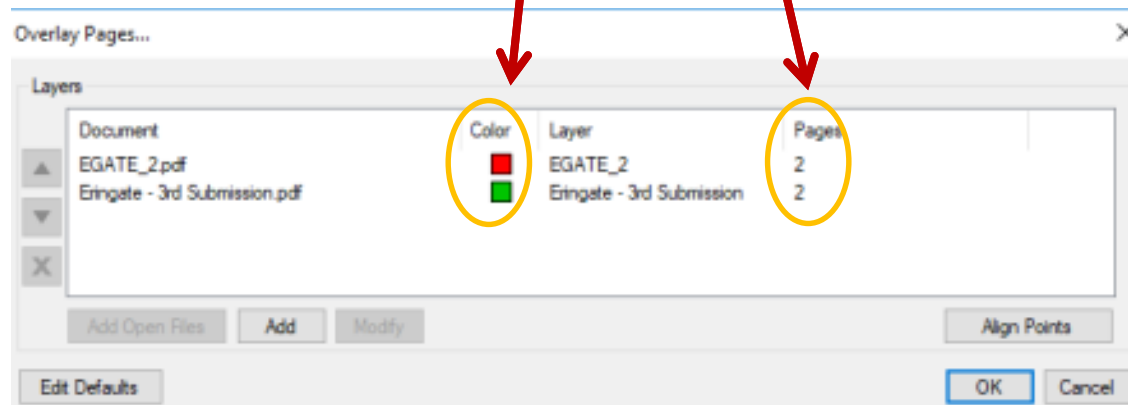 Overlay Pages...
Layers
Document Color Layer Pages
EGATE_2.pdf EGATE_2 2
Eringate - 3rd Submission.pdf Eringate - 3rd Submission 2
Add Open Files Add Modify Align Points
Edit Defaults OK Cancel